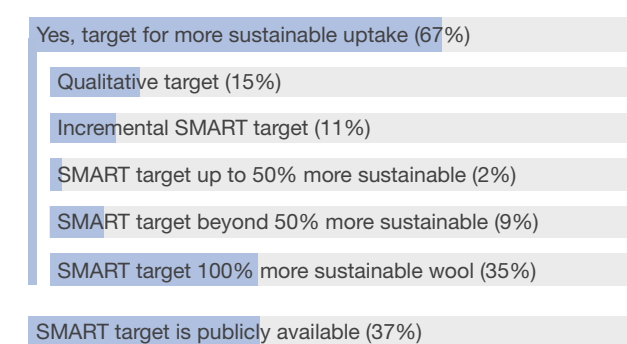 Yes, target for more sustainable uptake (67%)
Qualitative target (15%)
Incremental SMART target (11%)
SMART target up to 50% more sustainable (2%)
SMART target beyond 50% more sustainable (9%)
SMART target 100% more sustainable wool (35%)
SMART target is publicly available (37%)